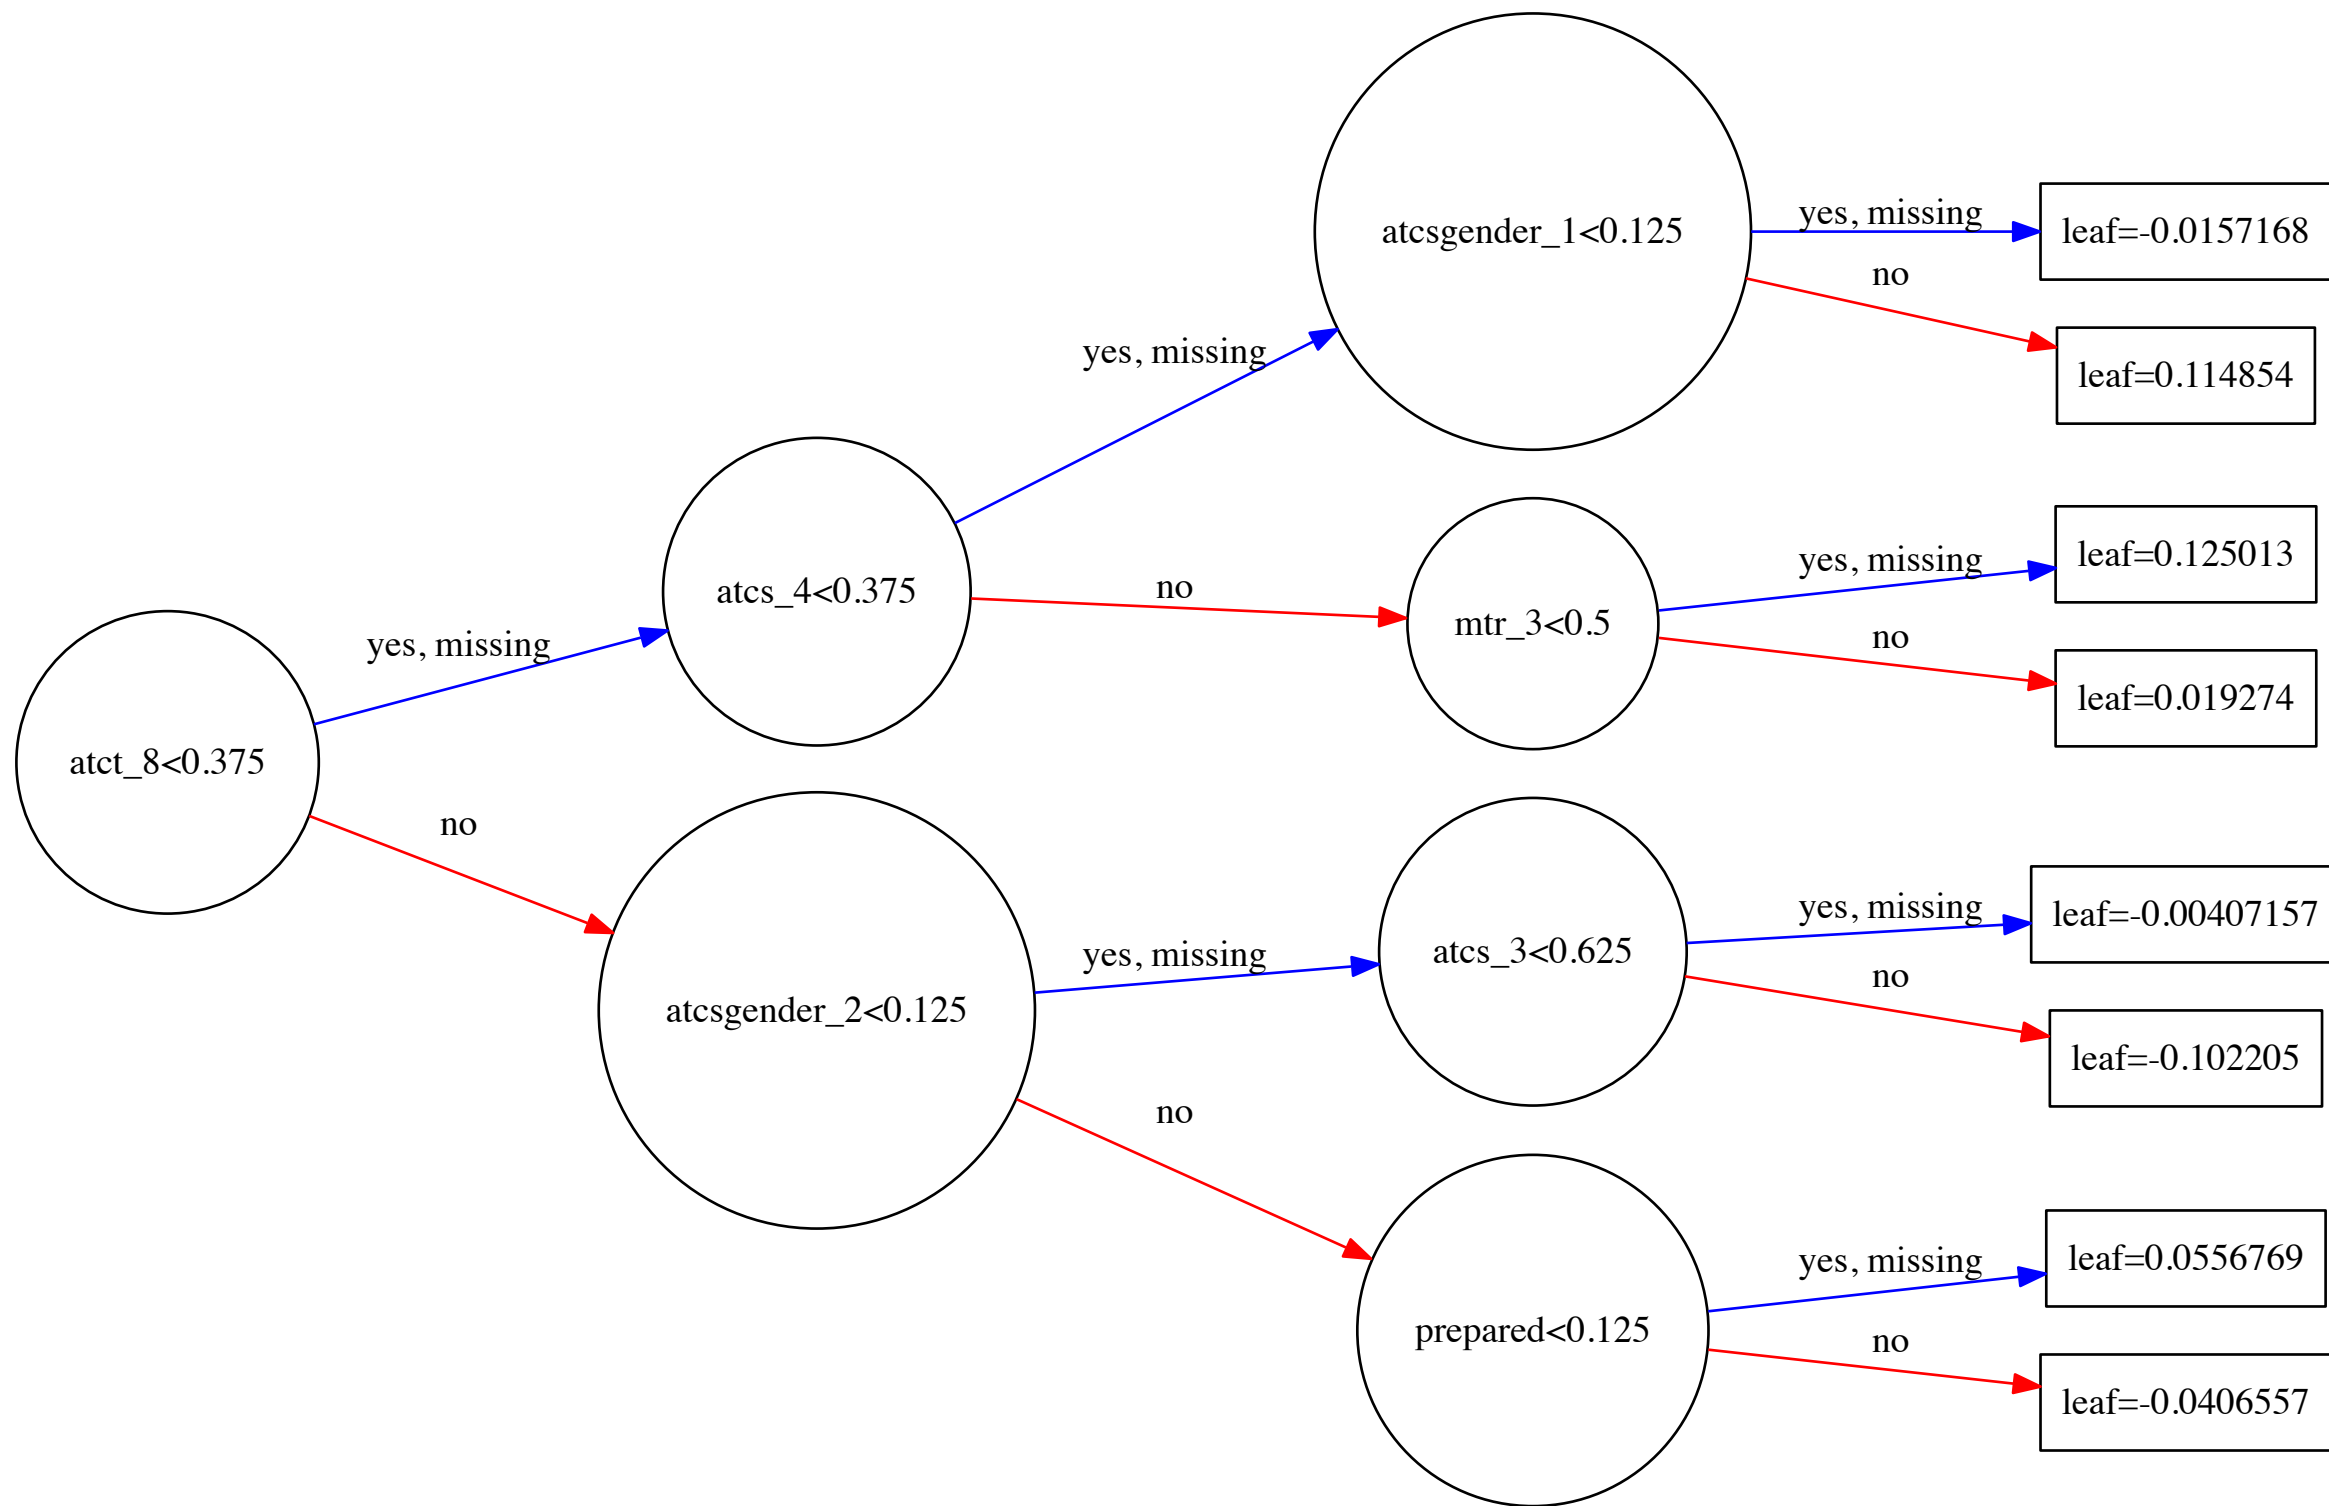 atcsgender_1<0.125
yes, missing
leaf=-0.0157168
no
leaf=0.114854
yes, missing
atcs_4<0.375
no
mtr_3<0.5
yes, missing
leaf=0.125013
no
leaf=0.019274
yes, missing
atct_8<0.375
no
atcsgender_2<0.125
yes, missing
atcs_3<0.625
yes, missing
leaf=-0.00407157
no
leaf=-0.102205
no
prepared<0.125
yes, missing
leaf=0.0556769
no
leaf=-0.0406557